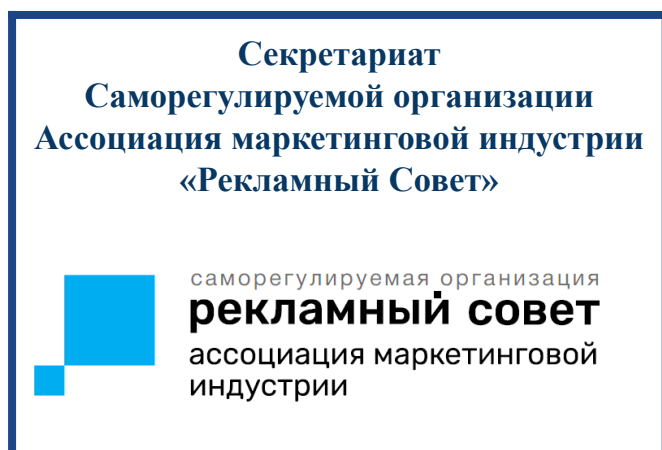 Секретариат
Саморегулируемой организации
Ассоциация маркетинговой индустрии
«Рекламный Совет»
саморегулируемая организация
рекламный совет
ассоциация маркетинговой
индустрии